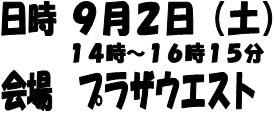 日時 ９月２日（土）
１４時～１６時１５分
会場 プラザウエスト